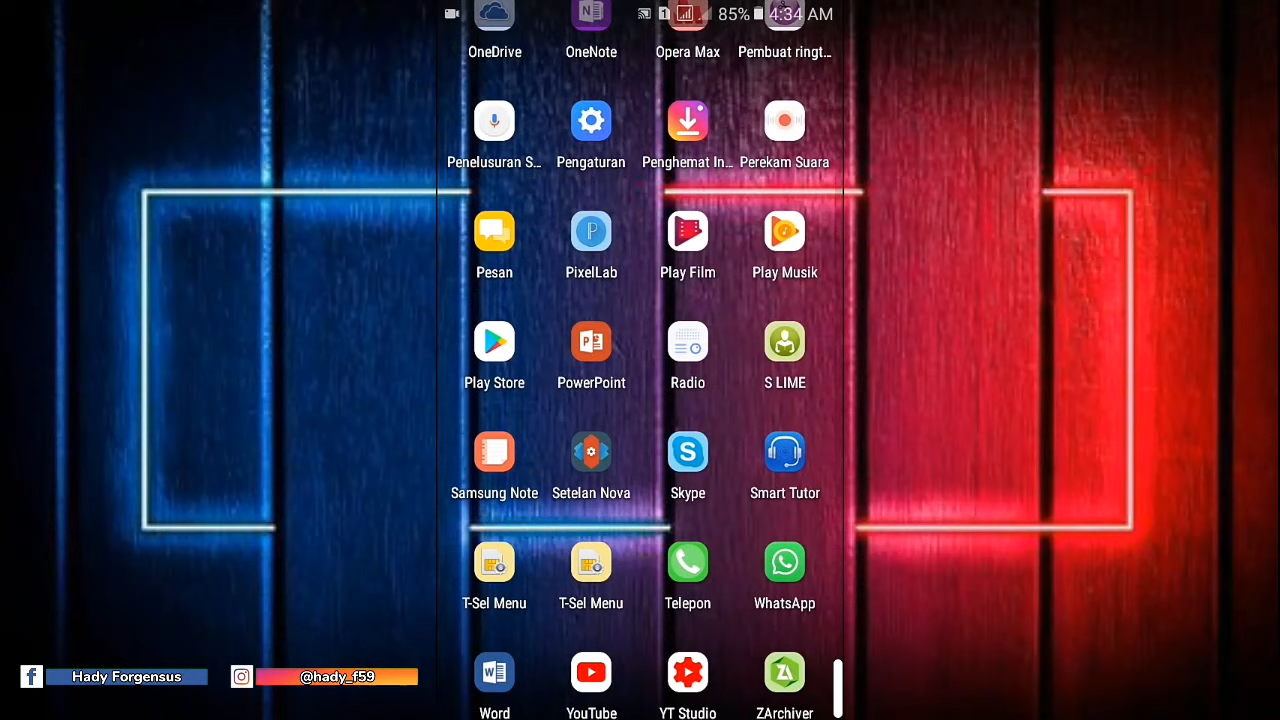 85% 4:34 AM
OneDrive OneNote Opera Max Pembuat ringt...
Penelusuran S... Pengaturan Penghemat In... Perekam Suara
Pesan PixelLab Play Film Play Musik
Play Store PowerPoint Radio S LIME
Samsung Note Setelan Nova Skype Smart Tutor
T-Sel Menu T-Sel Menu Telepon WhatsApp
Hady Forgensus @hady_f59
Word YouTube YT Studio ZArchiver